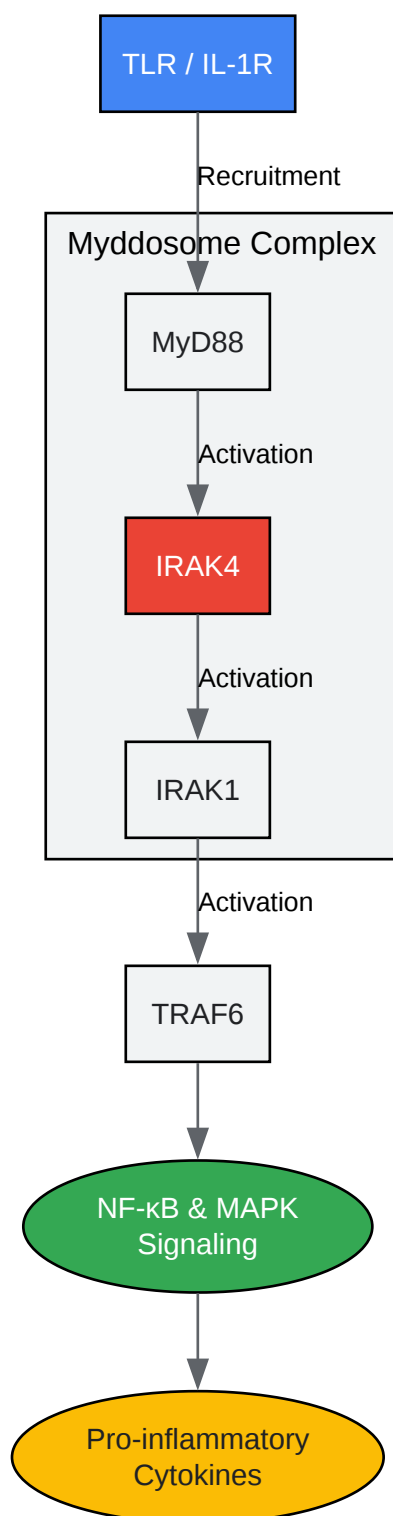 TLR / IL-1R
Recruitment
Myddosome Complex
MyD88
Activation
IRAK4
Activation
IRAK1
Activation
TRAF6
NF-κB & MAPK
Signaling
Pro-inflammatory
Cytokines